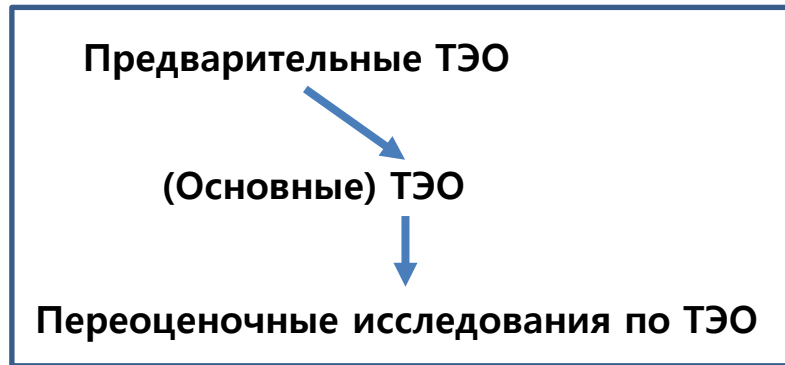 Предварительные ТЭО
(Основные) ТЭО
Переоценочные исследования по ТЭО